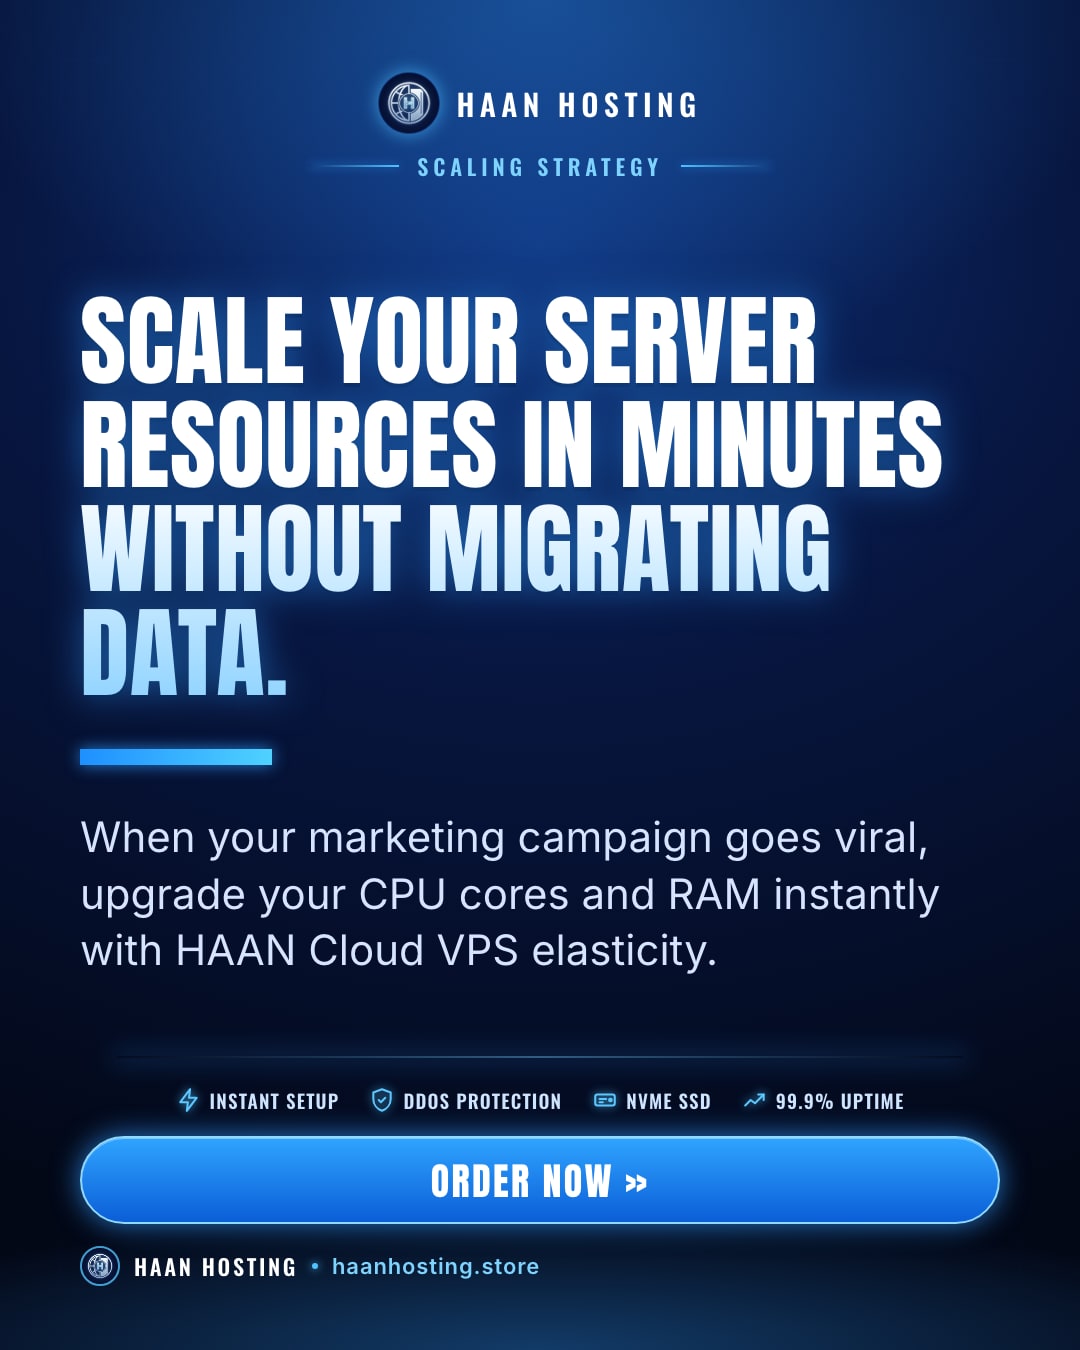 HAAN HOSTING
SCALING STRATEGY
SCALE YOUR SERVER
RESOURCES IN MINUTES
WITHOUT MIGRATING
DATA.
When your marketing campaign goes viral,
upgrade your CPU cores and RAM instantly
with HAAN Cloud VPS elasticity.
INSTANT SETUP DDOS PROTECTION NVME SSD 99.9% UPTIME
ORDER NOW »
HAAN HOSTING • haanhosting.store